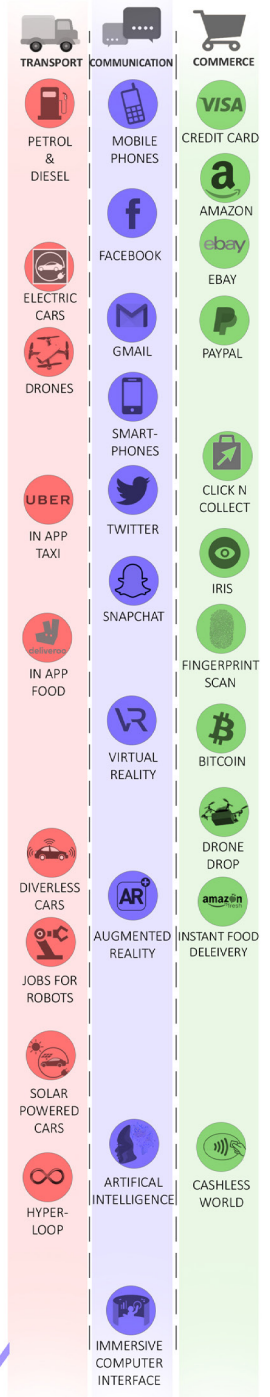 TRANSPORT
PETROL
&
DIESEL
ELECTRIC
CARS
DRONES
UBER
IN APP
TAXI
deliveroo
IN APP
FOOD
DIVERLESS
CARS
JOBS FOR
ROBOTS
SOLAR
POWERED
CARS
HYPER-
LOOP
COMMUNICATION
MOBILE
PHONES
f
FACEBOOK
M
GMAIL
SMART-
PHONES
TWITTER
SNAPCHAT
VR
VIRTUAL
REALITY
AR+
AUGMENTED
REALITY
ARTIFICAL
INTELLIGENCE
IMMERSIVE
COMPUTER
INTERFACE
COMMERCE
VISA
CREDIT CARD
a
AMAZON
ebay
EBAY
P
PAYPAL
CLICK N
COLLECT
IRIS
FINGERPRINT
SCAN
B
BITCOIN
DRONE
DROP
amazon
fresh
INSTANT FOOD
DELEIVERY
CASHLESS
WORLD